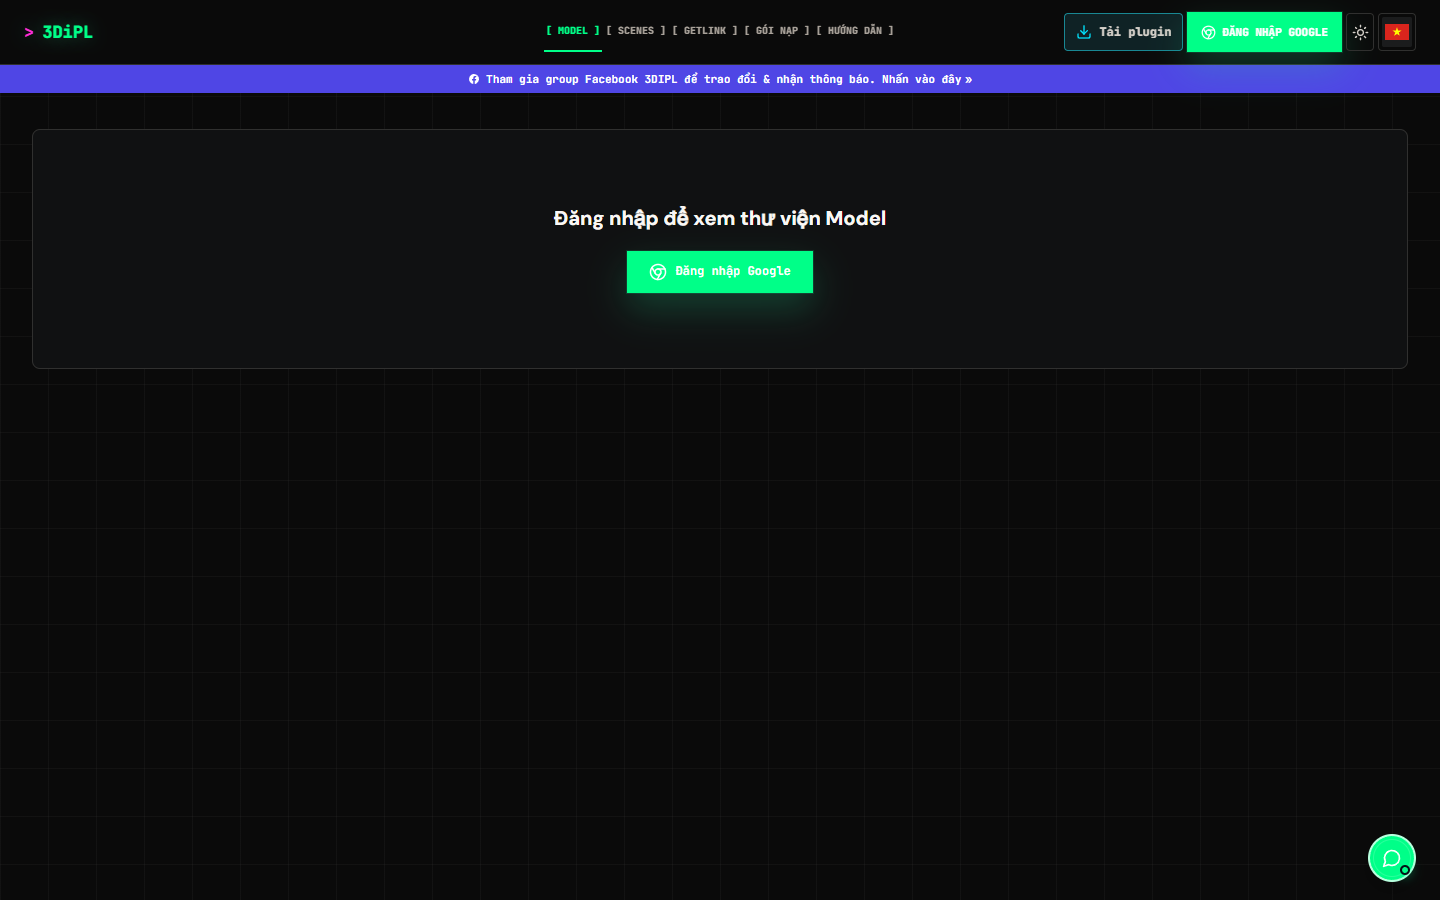 > 3DiPL
[ MODEL ] [ SCENES ] [ GETLINK ] [ GÓI NẠP ] [ HƯỚNG DẪN ]
Tải plugin
ĐĂNG NHẬP GOOGLE
Tham gia group Facebook 3DIPL để trao đổi & nhận thông báo. Nhấn vào đây »
Đăng nhập để xem thư viện Model
Đăng nhập Google